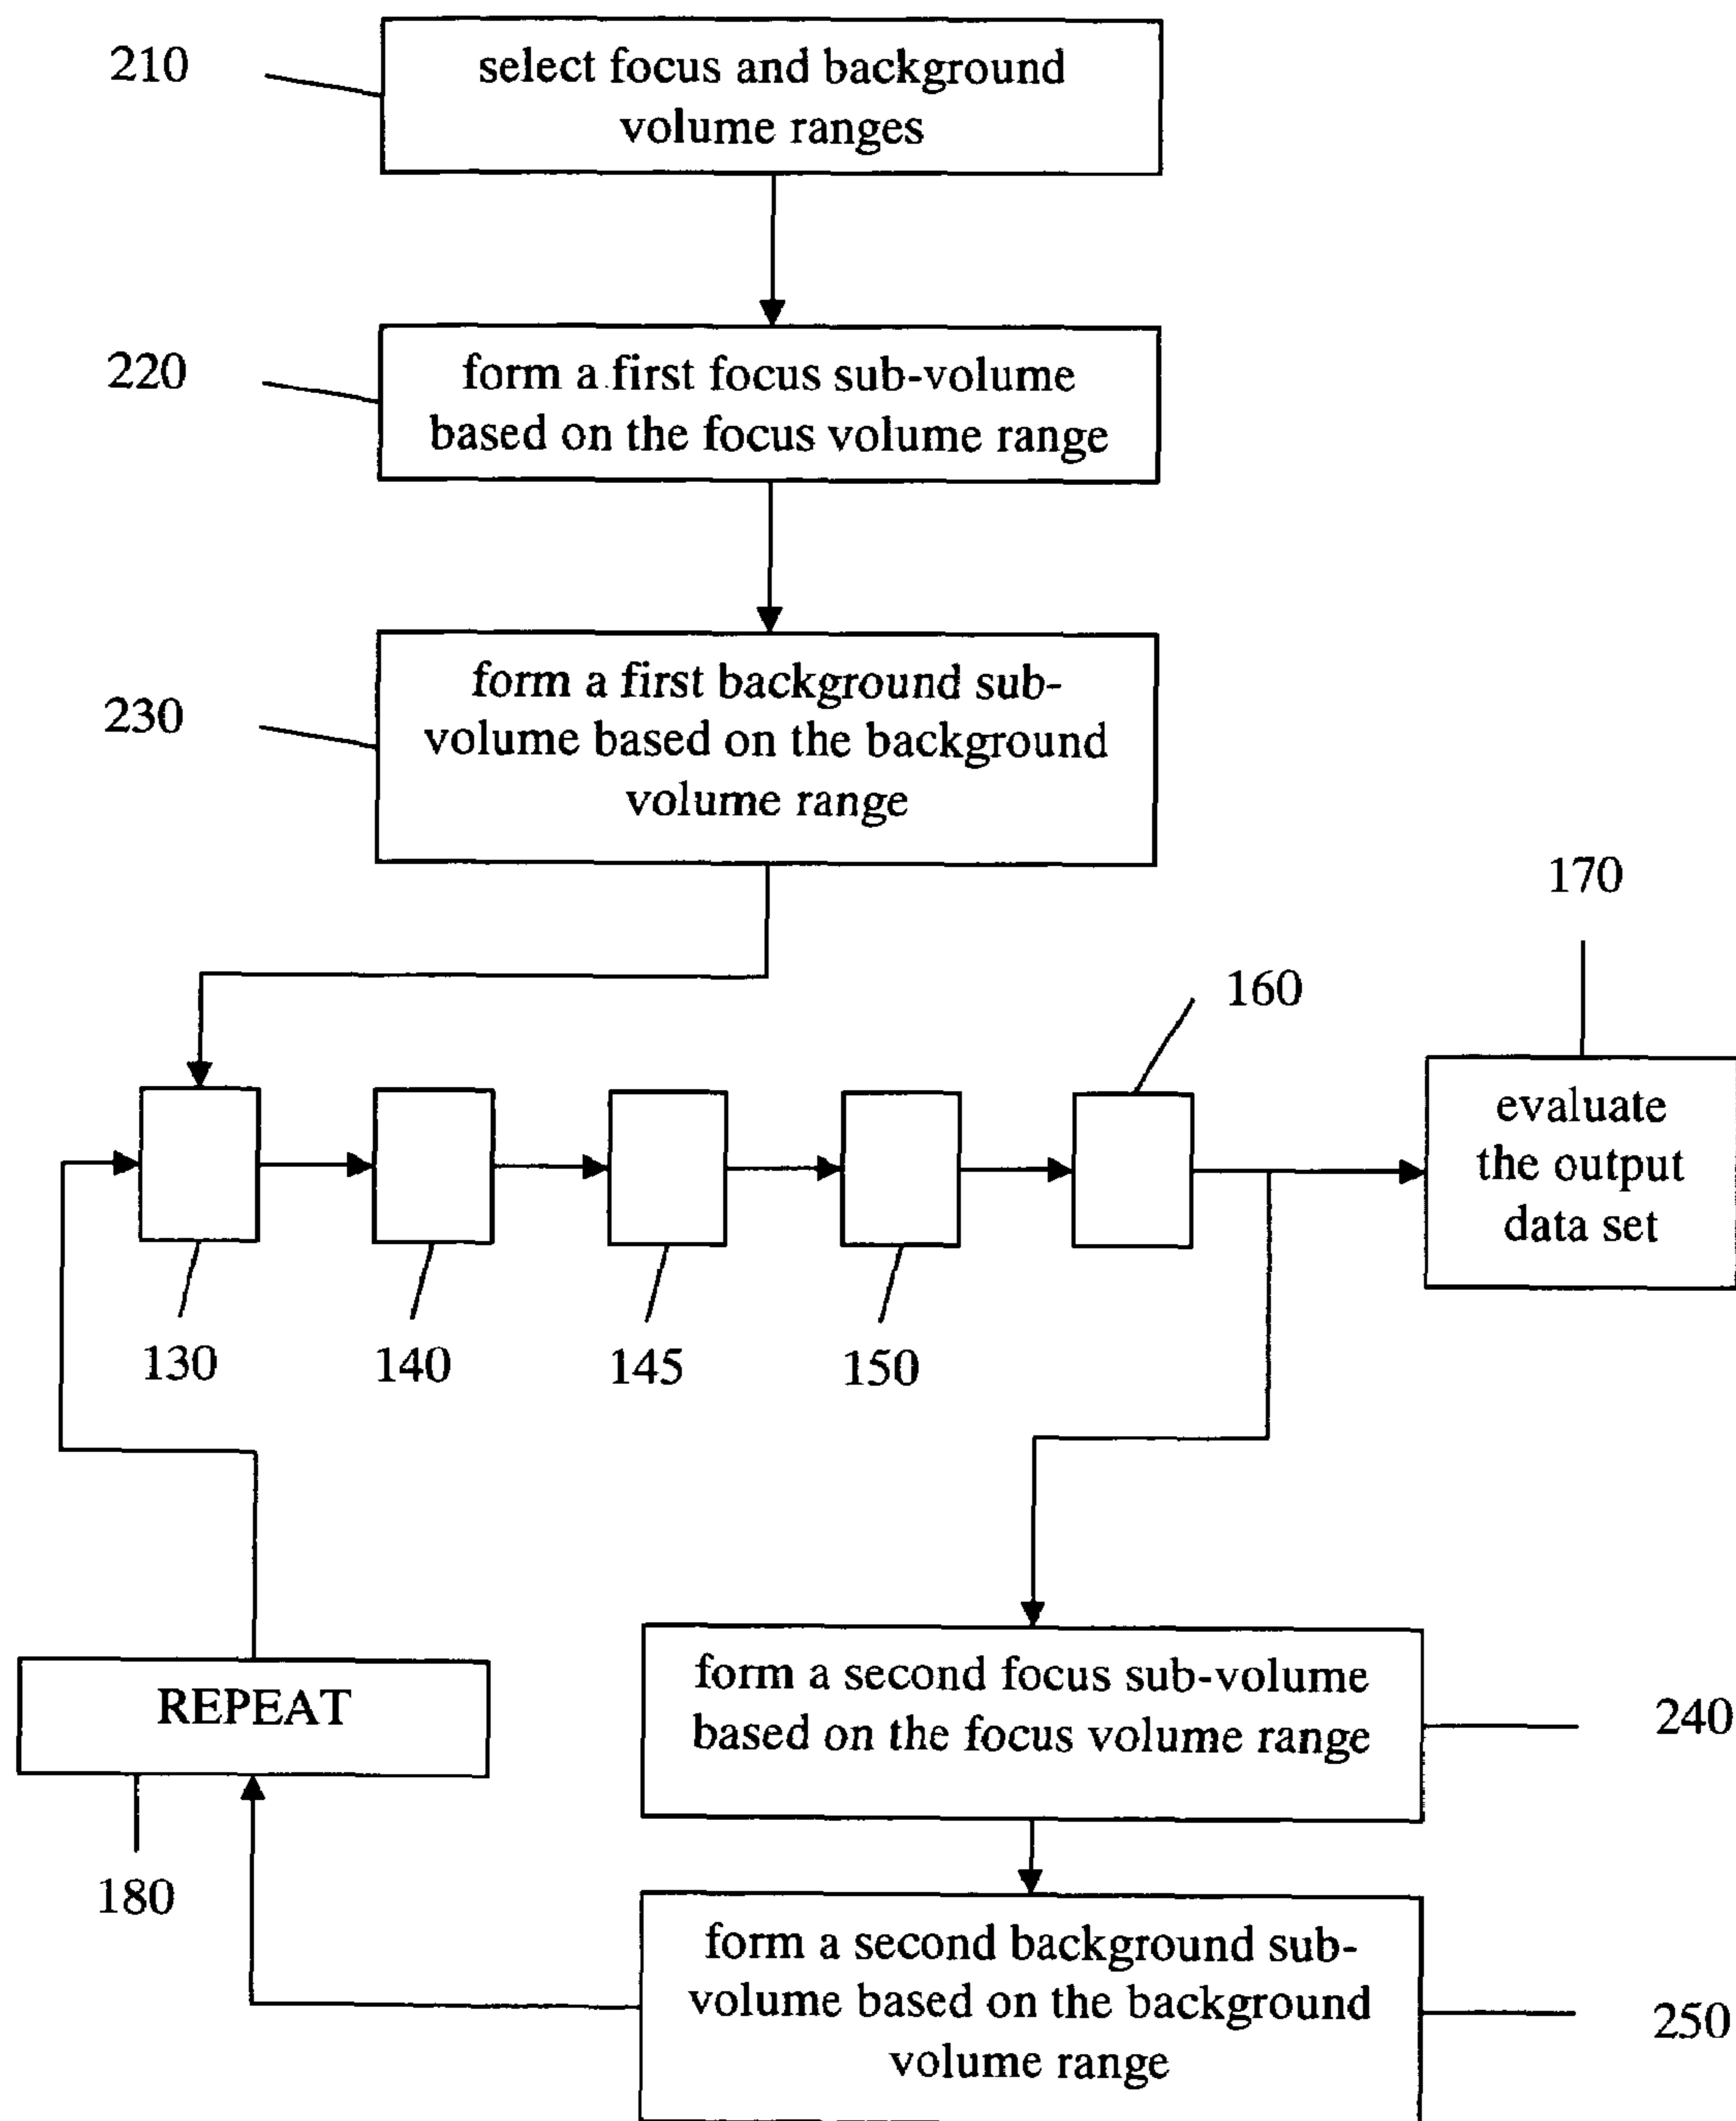 210
select focus and background
volume ranges
220
form a first focus sub-volume
based on the focus volume range
230
form a first background sub-
volume based on the background
volume range
170
160
evaluate
the output
data set
130
140
145
150
form a second focus sub-volume
based on the focus volume range
240
REPEAT
180
form a second background sub-
volume based on the background
volume range
250